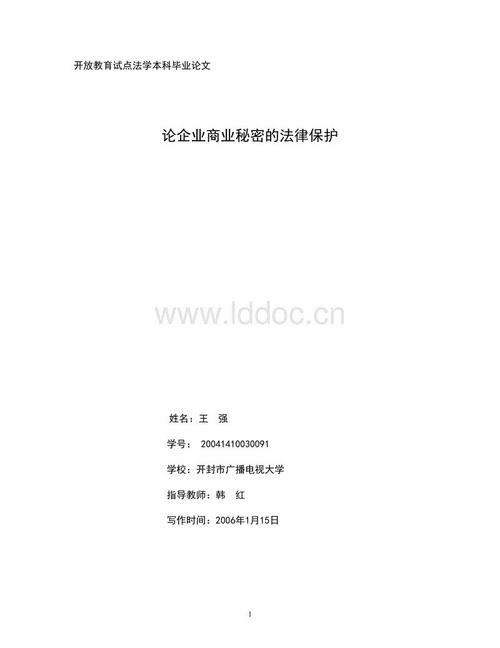 开放教育试点法学本科毕业论文
论企业商业秘密的法律保护
www.lddoc.cn
姓名：王　强
学号： 20041410030091
学校：开封市广播电视大学
指导教师：韩　红
写作时间：2006年1月15日
1